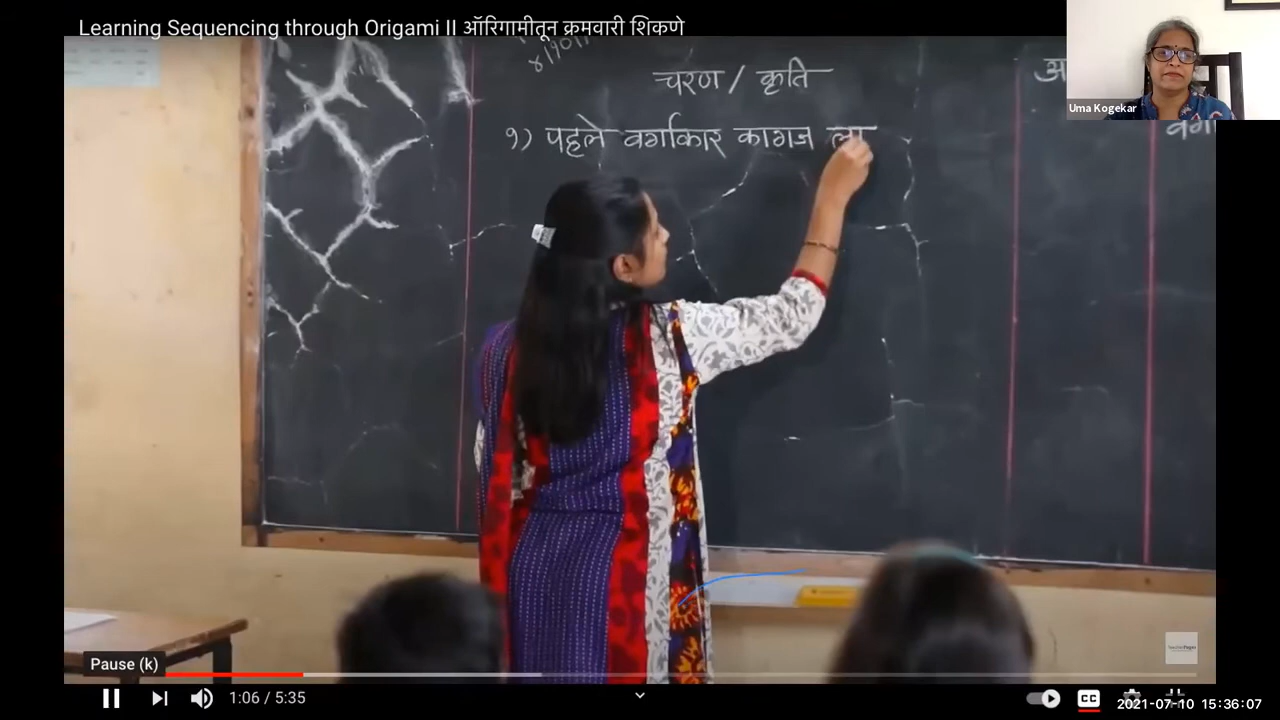 Learning Sequencing through Origami II ऑरिगामीतून क्रमवारी शिकणे
Uma Kogekar
चरण / कृति
१) पहले वर्गाकार कागज ला
Pause (k)
1:06 / 5:35
CC
2021-07-10 15:36:07